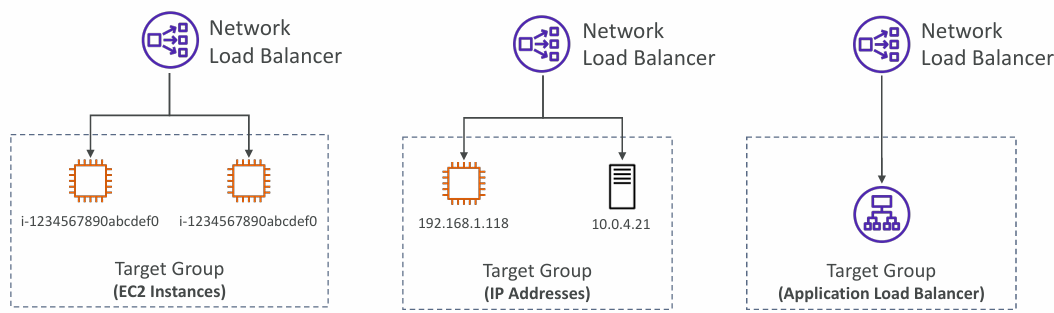 Network
Load Balancer
i-1234567890abcdef0
i-1234567890abcdef0
Target Group
(EC2 Instances)
Network
Load Balancer
192.168.1.118
10.0.4.21
Target Group
(IP Addresses)
Network
Load Balancer
Target Group
(Application Load Balancer)